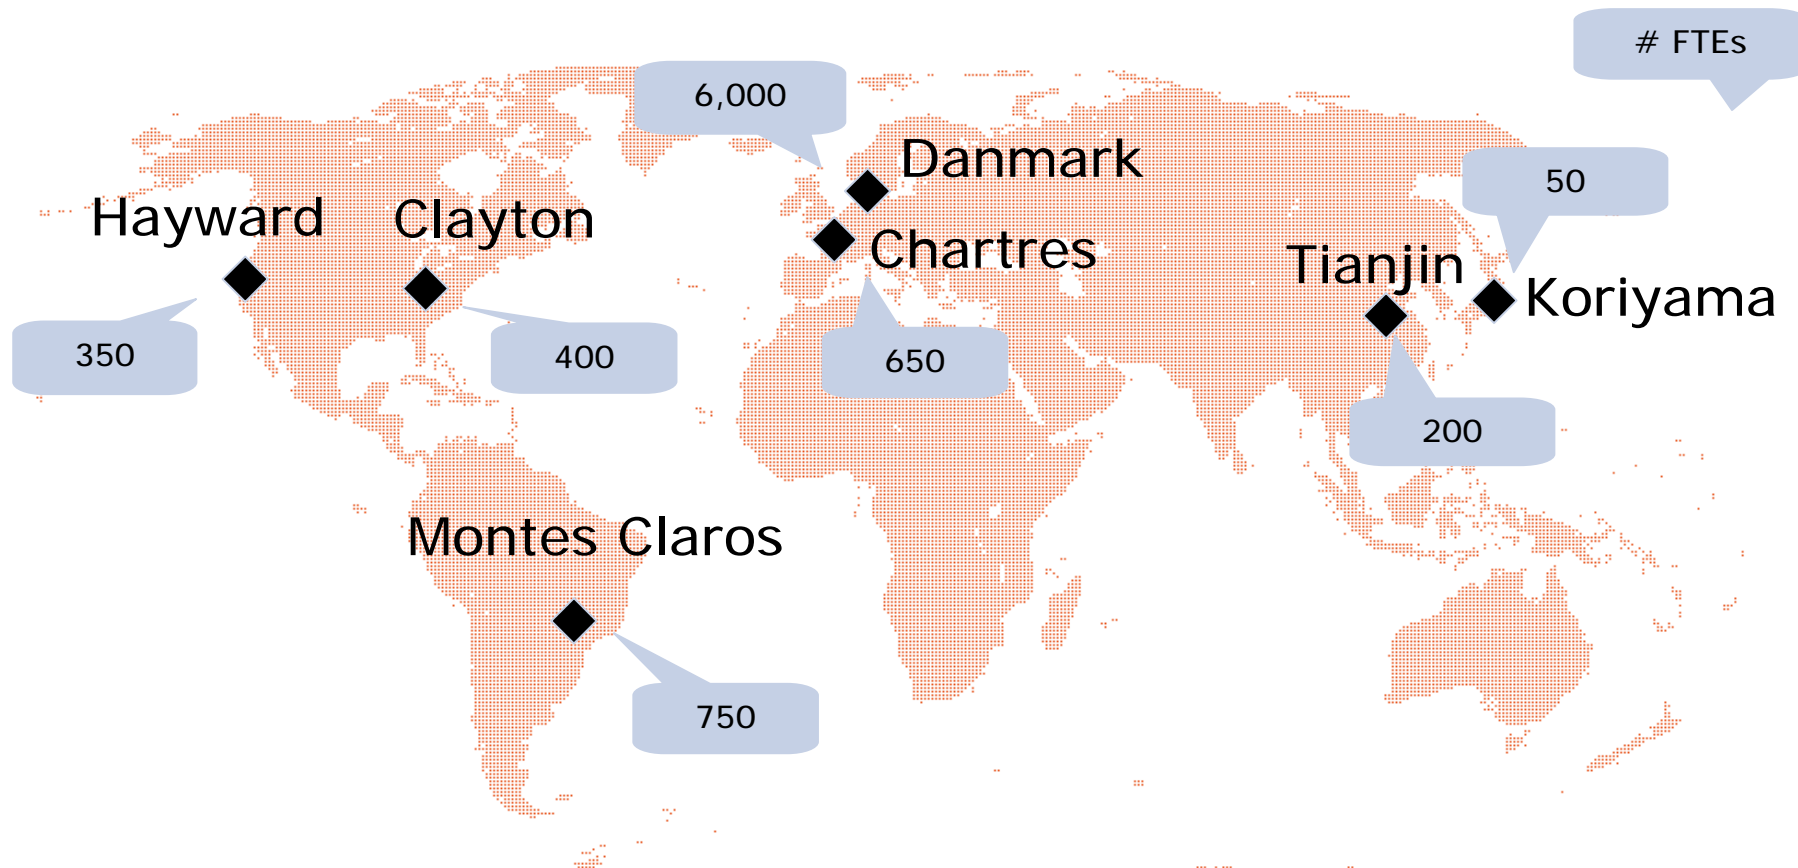 # FTEs
6,000
Danmark
50
Hayward
Clayton
Chartres
Tianjin
Koriyama
350
400
650
200
Montes Claros
750